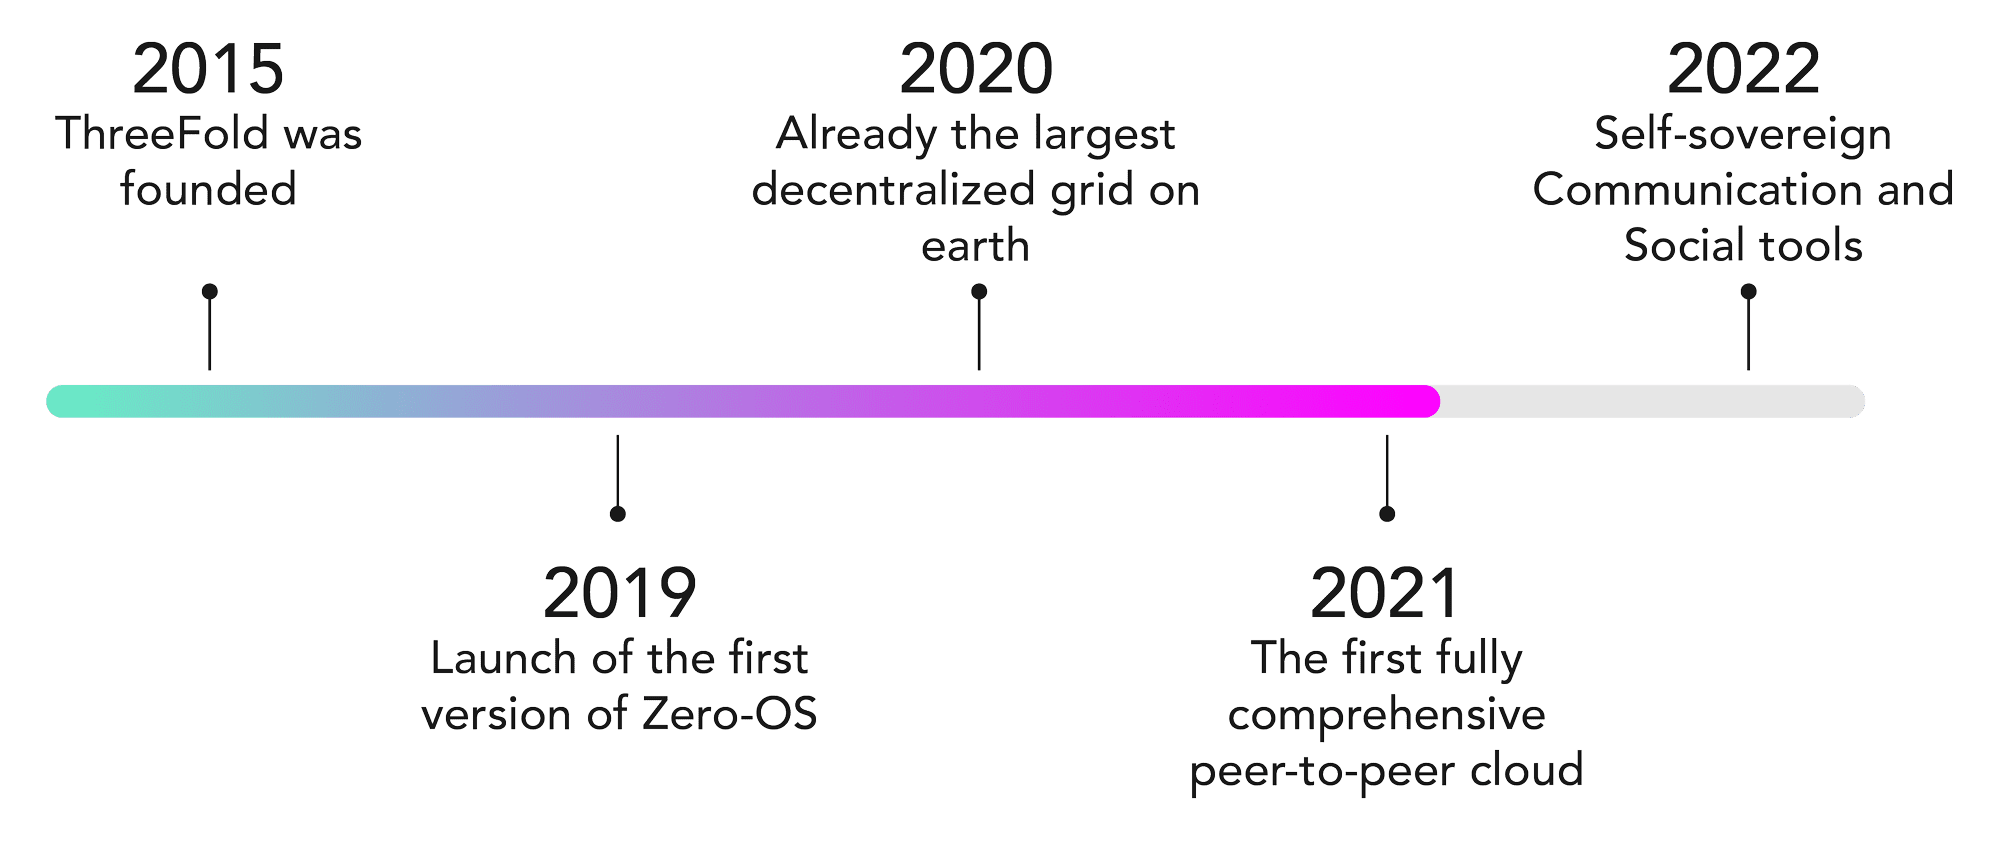 2015
ThreeFold was
founded
2020
Already the largest
decentralized grid on
earth
2022
Self-sovereign
Communication and
Social tools
2019
Launch of the first
version of Zero-OS
2021
The first fully
comprehensive
peer-to-peer cloud